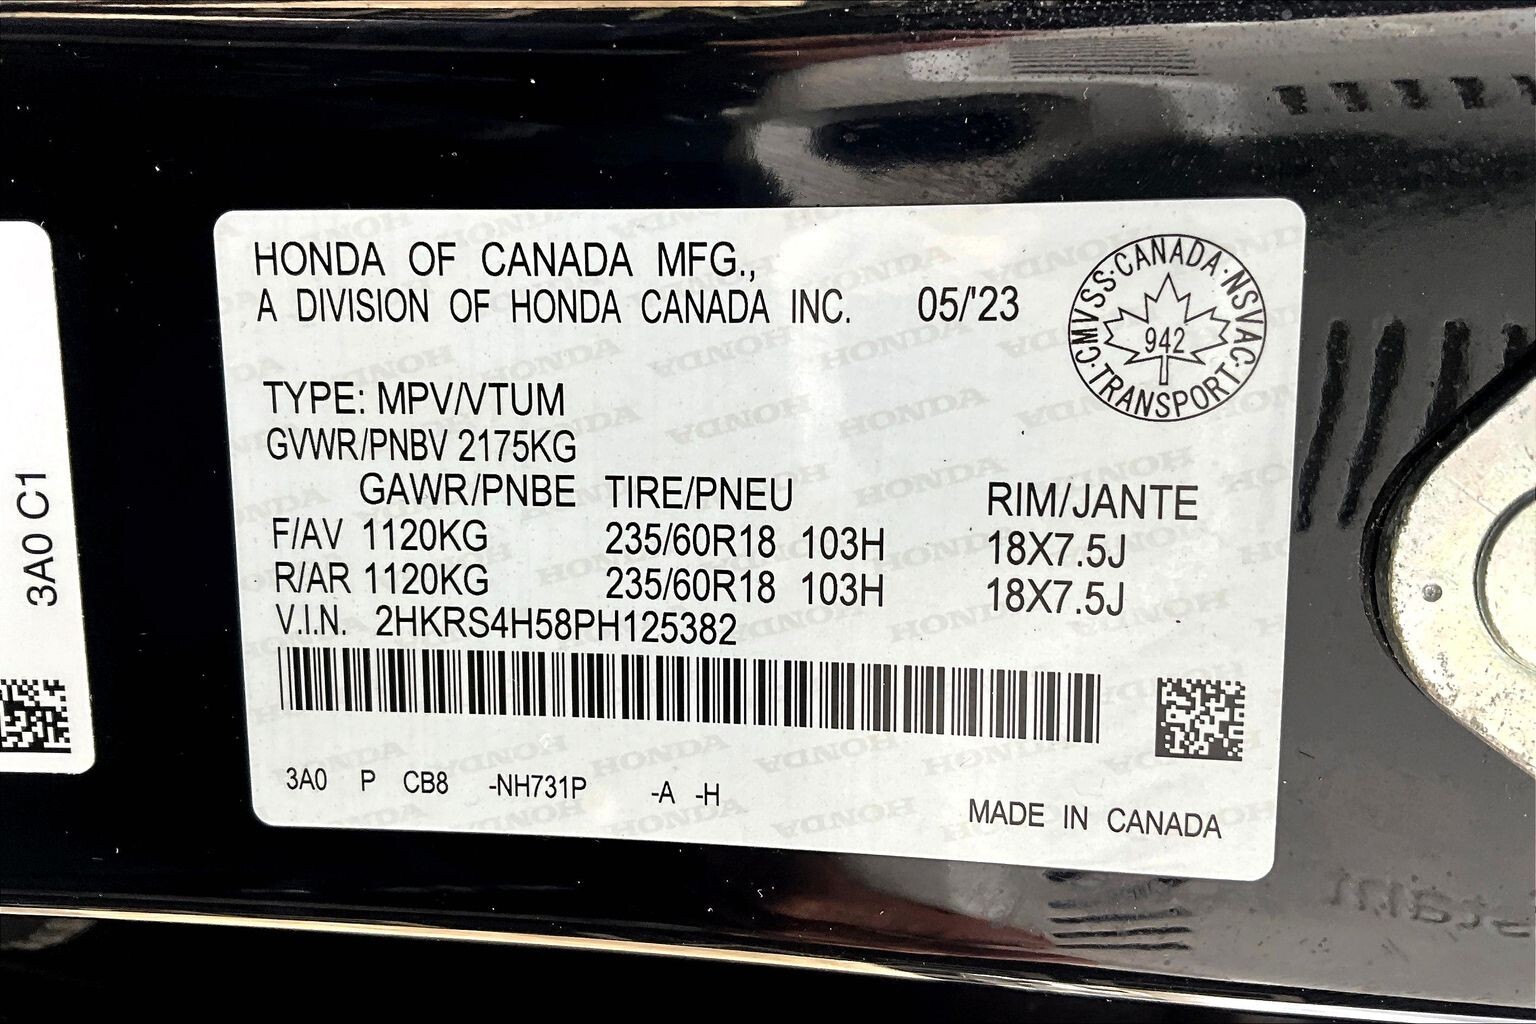 HONDA OF CANADA MFG.,
A DIVISION OF HONDA CANADA INC. 05/'23
CMVSS·CANADA·NSVAC·TRANSPORT·
942
TYPE: MPV/VTUM
GVWR/PNBV 2175KG
GAWR/PNBE TIRE/PNEU RIM/JANTE
F/AV 1120KG 235/60R18 103H 18X7.5J
R/AR 1120KG 235/60R18 103H 18X7.5J
V.I.N. 2HKRS4H58PH125382
3A0 P CB8 -NH731P -A -H
MADE IN CANADA
3A0 C1